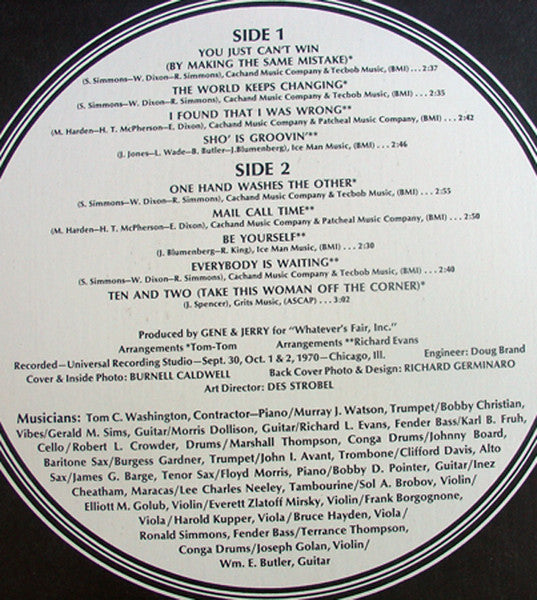 SIDE 1
YOU JUST CAN'T WIN
(BY MAKING THE SAME MISTAKE)*
(S. Simmons—W. Dixon—R. Simmons), Cachand Music Company & Tecbob Music, (BMI) . . . 2:37
THE WORLD KEEPS CHANGING*
(S. Simmons—W. Dixon—R. Simmons), Cachand Music Company & Tecbob Music, (BMI) . . . 2:35
I FOUND THAT I WAS WRONG**
(M. Harden—H. T. McPherson—E. Dixon), Cachand Music Company & Patcheal Music Company, (BMI) . . . 2:42
SHO' IS GROOVIN'**
(J. Jones—L. Wade—B. Butler—J.Blumenberg), Ice Man Music, (BMI) . . . 2:46
SIDE 2
ONE HAND WASHES THE OTHER*
(S. Simmons—W. Dixon—R. Simmons), Cachand Music Company & Tecbob Music, (BMI) . . . 2:55
MAIL CALL TIME**
(M. Harden—H. T. McPherson—E. Dixon), Cachand Music Company & Patcheal Music Company, (BMI) . . . 2:50
BE YOURSELF**
(J. Blumenberg—R. King), Ice Man Music, (BMI) . . . 2:30
EVERYBODY IS WAITING**
(S. Simmons—W. Dixon—R. Simmons), Cachand Music Company & Tecbob Music, (BMI) . . . 2:40
TEN AND TWO (TAKE THIS WOMAN OFF THE CORNER)*
(J. Spencer), Grits Music, (ASCAP) . . . 3:02
Produced by GENE & JERRY for "Whatever's Fair, Inc."
Arrangements *Tom-Tom Arrangements **Richard Evans
Recorded—Universal Recording Studio—Sept. 30, Oct. 1 & 2, 1970—Chicago, Ill. Engineer: Doug Brand
Cover & Inside Photo: BURNELL CALDWELL Back Cover Photo & Design: RICHARD GERMINARO
Art Director: DES STROBEL
Musicians: Tom C. Washington, Contractor—Piano/Murray J. Watson, Trumpet/Bobby Christian,
Vibes/Gerald M. Sims, Guitar/Morris Dollison, Guitar/Richard L. Evans, Fender Bass/Karl B. Fruh,
Cello/Robert L. Crowder, Drums/Marshall Thompson, Conga Drums/Johnny Board,
Baritone Sax/Burgess Gardner, Trumpet/John I. Avant, Trombone/Clifford Davis, Alto
Sax/James G. Barge, Tenor Sax/Floyd Morris, Piano/Bobby D. Pointer, Guitar/Inez
Cheatham, Maracas/Lee Charles Neeley, Tambourine/Sol A. Brobov, Violin/
Elliott M. Golub, Violin/Everett Zlatoff Mirsky, Violin/Frank Borgognone,
Viola/Harold Kupper, Viola/Bruce Hayden, Viola/
Ronald Simmons, Fender Bass/Terrance Thompson,
Conga Drums/Joseph Golan, Violin/
Wm. E. Butler, Guitar